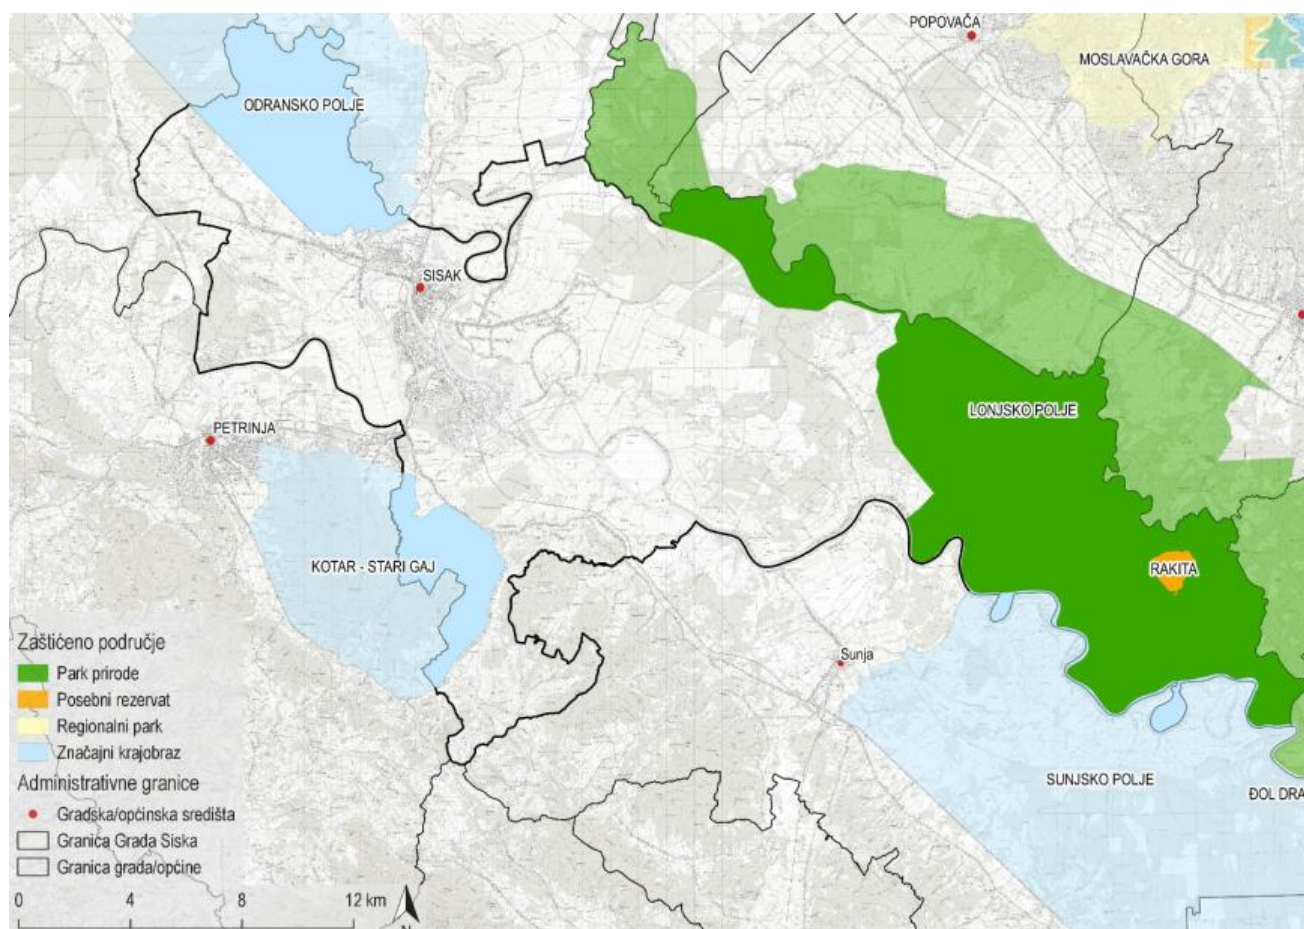 POPOVAČA
MOSLAVAČKA GORA
ODRANSKO POLJE
SISAK
LONJSKO POLJE
PETRINJA
KOTAR - STARI GAJ
RAKITA
Sunja
SUNJSKO POLJE
ĐOL DRA
Zaštićeno područje
Park prirode
Posebni rezervat
Regionalni park
Značajni krajobraz
Administrativne granice
Gradska/općinska središta
Granica Grada Siska
Granica grada/općine
0 4 8 12 km
N